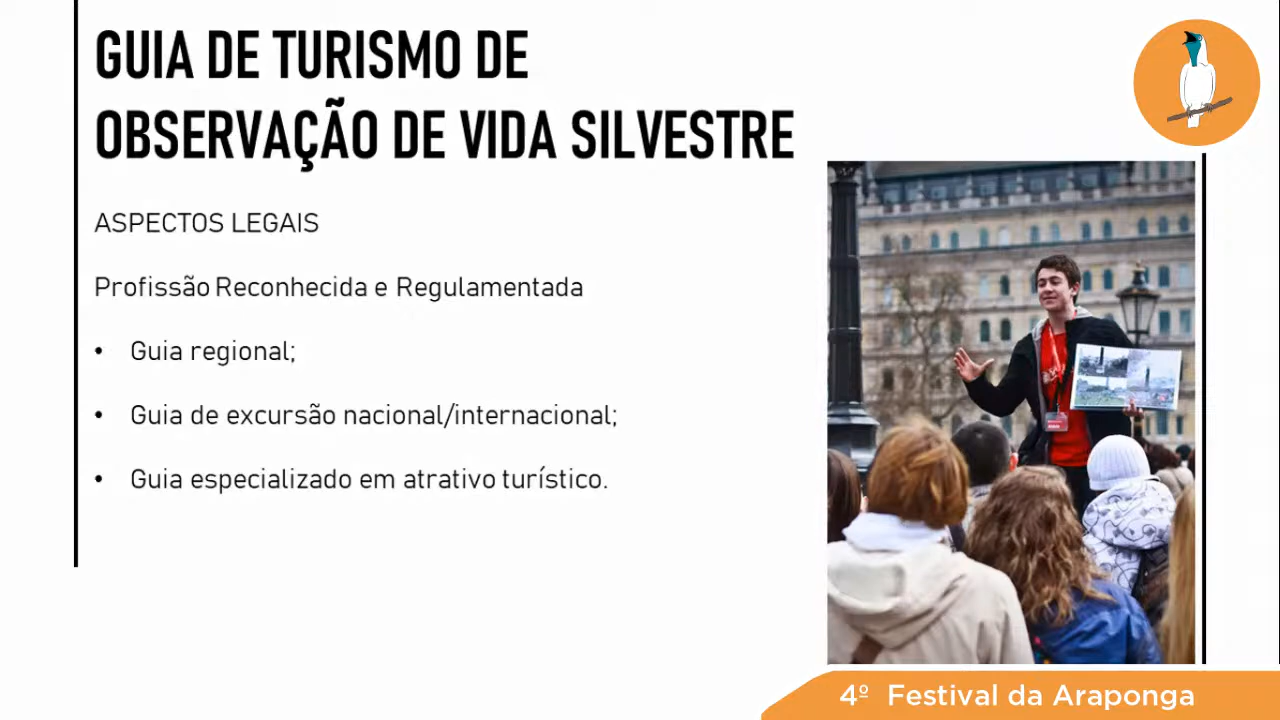 GUIA DE TURISMO DE
OBSERVAÇÃO DE VIDA SILVESTRE
ASPECTOS LEGAIS
Profissão Reconhecida e Regulamentada
• Guia regional;
• Guia de excursão nacional/internacional;
• Guia especializado em atrativo turístico.
4º Festival da Araponga